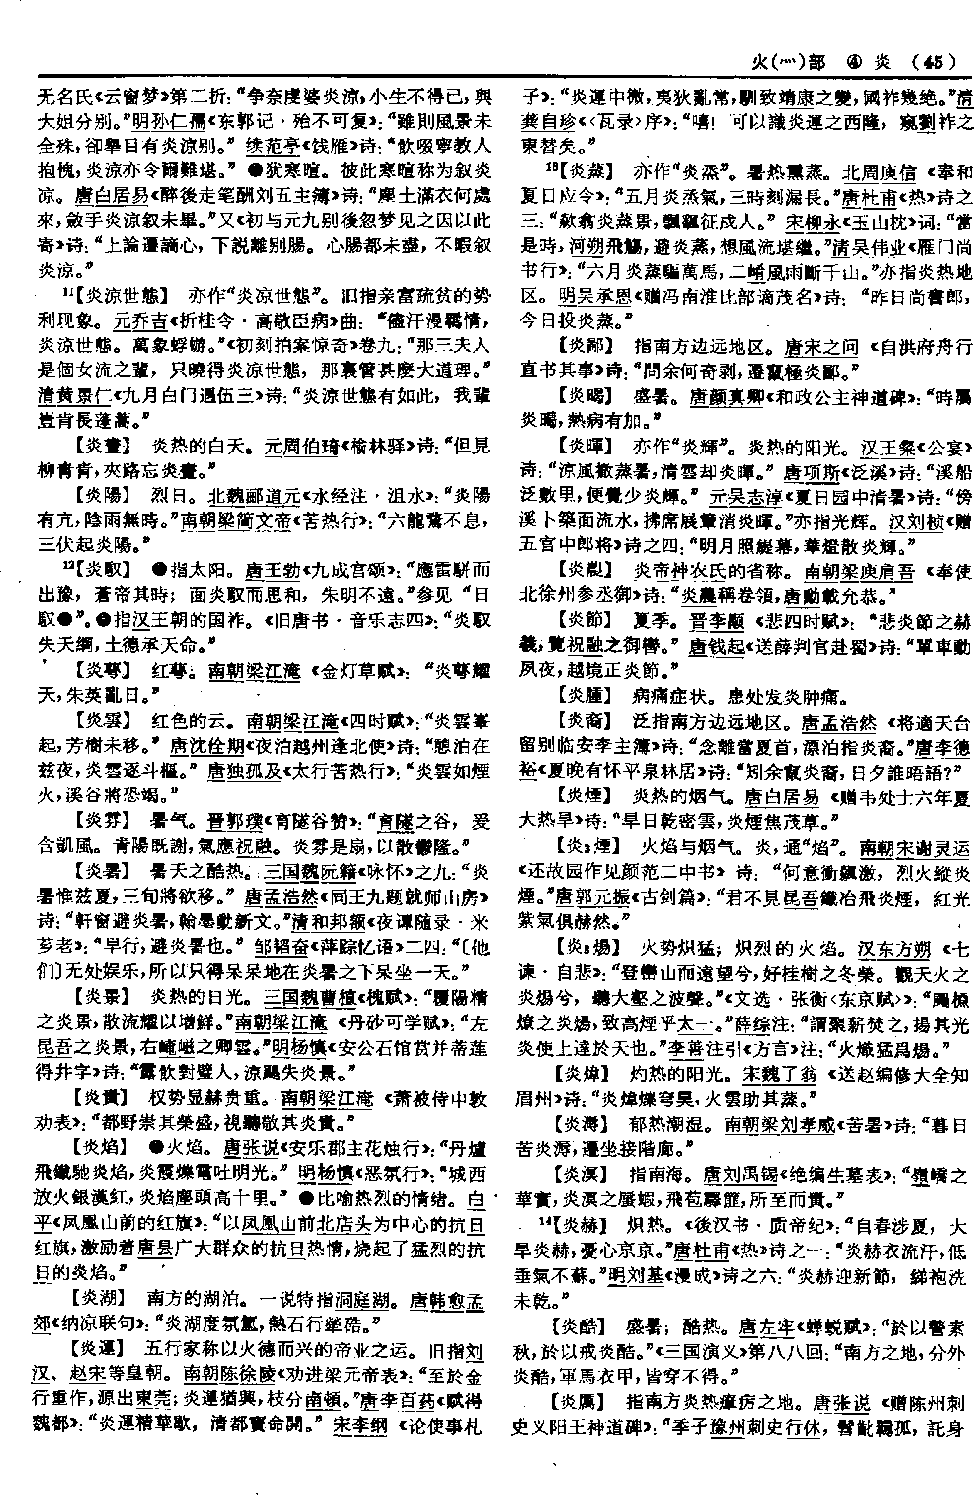 火(灬)部 ④ 炎 (45)
无名氏《云窗梦》第二折：“争奈虔婆炎涼，小生不得已，與
大姐分别。”明孙仁孺《东郭记·殆不可复》：“雖則風景未
全殊，却舉目有炎涼别。” 续范亭《饯雁》诗：“飲啜寧教人
抱愧，炎凉亦令爾難堪。” ●犹寒暄。彼此寒暄称为叙炎
凉。唐白居易《醉後走笔酬刘五主簿》诗：“塵土滿衣何處
來，斂手炎涼叙未畢。”又《初与元九别後忽梦见之因以此
寄》诗：“上論遷謫心，下説離别腸。心腸都未盡，不暇叙
炎涼。”
¹¹【炎凉世態】 亦作“炎凉世態”。旧指亲富疏贫的势
利现象。元乔吉《折桂令·高敬臣病》曲：“儘汗漫羈情，
炎涼世態。萬象蜉蝣。”《初刻拍案惊奇》卷九：“那三夫人
是個女流之輩，只曉得炎涼世態，那裏管甚麽大道理。”
清黄景仁《九月白门遇伍三》诗：“炎涼世態有如此，我輩
豈肯長蓬蒿。”
【炎晝】 炎热的白天。元周伯琦《榆林驿》诗：“但見
柳青青，夾路忘炎晝。”
【炎陽】 烈日。北魏郦道元《水经注·沮水》：“炎陽
有亢，陰雨無時。”南朝梁简文帝《苦热行》：“六龍騖不息，
三伏起炎陽。”
¹²【炎馭】 ●指太阳。唐王勃《九成宫颂》：“應雷駢而
出豫，蒼帝其時；面炎馭而思和，朱明不遠。”参见“日
馭●”。●指汉王朝的国祚。《旧唐书·音乐志四》：“炎馭
失天綱，土德承天命。”
【炎萼】 红萼。南朝梁江淹《金灯草赋》：“炎萼耀
天，朱英亂日。”
【炎雲】 红色的云。南朝梁江淹《四时赋》：“炎雲峯
起，芳樹未移。” 唐沈佺期《夜泊越州逢北使》诗：“憩泊在
兹夜，炎雲逐斗樞。” 唐独孤及《太行苦热行》：“炎雲如煙
火，溪谷將恐竭。”
【炎雰】 暑气。晋郭璞《育隧谷赞》：“育隧之谷，爰
含凱風。青陽既謝，氣應祝融。炎雰是扇，以散鬱隆。”
【炎暑】 暑天之酷热。三国魏阮籍《咏怀》之九：“炎
暑惟兹夏，三旬將欲移。” 唐孟浩然《同王九题就师山房》
诗：“軒窗避炎暑，翰墨動新文。”清和邦额《夜谭随录·米
芗老》：“早行，避炎暑也。” 邹韬奋《萍踪忆语》二四：“〔他
们〕无处娱乐，所以只得呆呆地在炎暑之下呆坐一天。”
【炎景】 炎热的日光。三国魏曹植《槐赋》：“覆陽精
之炎景，散流耀以增鮮。”南朝梁江淹《丹砂可学赋》：“左
昆吾之炎景，右崦嵫之卿雲。”明杨慎《安公石馆赏并蒂莲
得井字》诗：“露飲對璧人，涼颸失炎景。”
【炎貴】 权势显赫贵重。南朝梁江淹《萧被侍中敦
劝表》：“都野崇其榮盛，視聽敬其炎貴。”
【炎焰】 ●火焰。唐张说《安乐郡主花烛行》：“丹爐
飛鐵馳炎焰，炎霞爍電吐明光。” 明杨慎《恶氛行》：“城西
放火銀漢紅，炎焰塵頭高十里。” ●比喻热烈的情绪。白
平《凤凰山前的红旗》：“以凤凰山前北店头为中心的抗日
红旗，激励着唐县广大群众的抗日热情，烧起了猛烈的抗
日的炎焰。”
【炎湖】 南方的湖泊。一说特指洞庭湖。唐韩愈孟
郊《纳凉联句》：“炎湖度氛氲，熱石行犖硞。”
【炎運】 五行家称以火德而兴的帝业之运。旧指刘
汉、赵宋等皇朝。南朝陈徐陵《劝进梁元帝表》：“至於金
行重作，源出東莞；炎運猶興，枝分南頓。”唐李百药《赋得
魏都》：“炎運精華歇，清都寶命開。” 宋李纲《论使事札
子》：“炎運中微，夷狄亂常，馴致靖康之變，國祚幾絶。”清
龚自珍《〈瓦录〉序》：“嘻！可以識炎運之西隆，窺劉祚之
東替矣。”
¹³【炎蒸】 亦作“炎烝”。暑热熏蒸。北周庾信《奉和
夏日应令》：“五月炎蒸氣，三時刻漏長。”唐杜甫《热》诗之
三：“歘翕炎蒸景，飄颻征戍人。” 宋柳永《玉山枕》词：“當
是時，河朔飛觴，避炎蒸，想風流堪繼。”清吴伟业《雁门尚
书行》：“六月炎蒸驅萬馬，二崤風雨斷千山。”亦指炎热地
区。明吴承恩《赠冯南淮比部谪茂名》诗：“昨日尚書郎，
今日投炎蒸。”
【炎鄙】 指南方边远地区。唐宋之问《自洪府舟行
直书其事》诗：“問余何奇剥，遷竄極炎鄙。”
【炎暍】 盛暑。唐颜真卿《和政公主神道碑》：“時屬
炎暍，熱病有加。”
【炎暉】 亦作“炎輝”。炎热的阳光。汉王粲《公宴》
诗：“涼風撤蒸暑，清雲却炎暉。” 唐项斯《泛溪》诗：“溪船
泛數里，便覺少炎輝。” 元吴志淳《夏日园中清暑》诗：“傍
溪卜築面流水，拂席展簟消炎暉。”亦指光辉。汉刘桢《赠
五官中郎将》诗之四：“明月照緹幕，華燈散炎輝。”
【炎農】 炎帝神农氏的省称。南朝梁庾肩吾《奉使
北徐州参丞御》诗：“炎農稱卷領，唐勳載允恭。”
【炎節】 夏季。晋李颙《悲四时赋》：“悲炎節之赫
羲，覽祝融之御轡。” 唐钱起《送薛判官赴蜀》诗：“單車動
夙夜，越境正炎節。”
【炎腫】 病痛症状。患处发炎肿痛。
【炎裔】 泛指南方边远地区。唐孟浩然《将適天台
留别临安李主簿》诗：“念離當夏首，漂泊指炎裔。”唐李德
裕《夏晚有怀平泉林居》诗：“矧余竄炎裔，日夕誰晤語？”
【炎煙】 炎热的烟气。唐白居易《赠韦处士六年夏
大热旱》诗：“旱日乾密雲，炎煙焦茂草。”
【炎₂煙】 火焰与烟气。炎，通“焰”。南朝宋谢灵运
《还故园作见颜范二中书》诗：“何意衝飆激，烈火縱炎
煙。”唐郭元振《古剑篇》：“君不見昆吾鐵冶飛炎煙，紅光
紫氣俱赫然。”
【炎₂煬】 火势炽猛；炽烈的火焰。汉东方朔《七
谏·自悲》：“登巒山而遠望兮，好桂樹之冬榮。觀天火之
炎煬兮，聽大壑之波聲。”《文选·张衡〈东京赋〉》：“颺槱
燎之炎煬，致高煙乎太一。”薛综注：“謂聚薪焚之，揚其光
炎使上達於天也。”李善注引《方言》注：“火熾猛爲煬。”
【炎煒】 灼热的阳光。宋魏了翁《送赵编修大全知
眉州》诗：“炎煒爍穹昊，火雲助其蒸。”
【炎溽】 郁热潮湿。南朝梁刘孝威《苦暑》诗：“暮日
苦炎溽，遷坐接階廊。”
【炎溟】 指南海。唐刘禹锡《绝编生墓表》：“嶺嶠之
華實，炎溟之蜃蝦，飛苞驛篚，所至而貴。”
¹⁴【炎赫】 炽热。《後汉书·质帝纪》：“自春涉夏，大
旱炎赫，憂心京京。”唐杜甫《热》诗之一：“炎赫衣流汗，低
垂氣不蘇。”明刘基《漫成》诗之六：“炎赫迎新節，綈袍洗
未乾。”
【炎酷】 盛暑；酷热。唐左牢《蝉蜕赋》：“於以警素
秋，於以戒炎酷。”《三国演义》第八八回：“南方之地，分外
炎酷，軍馬衣甲，皆穿不得。”
【炎厲】 指南方炎热瘴疠之地。唐张说《赠陈州刺
史义阳王神道碑》：“季子豫州刺史行休，髫齔羈孤，託身